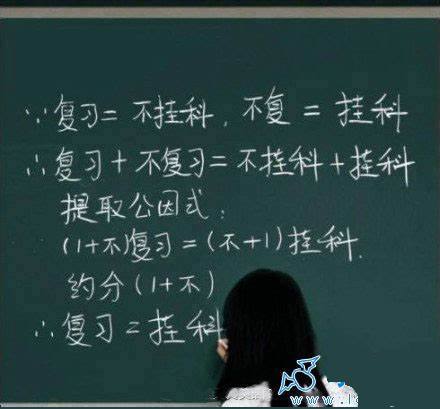 ∵复习=不挂科,不复=挂科
∴复习+不复习=不挂科+挂科
提取公因式:
(1+不)复习=(不+1)挂科.
约分(1+不)
∴复习=挂科